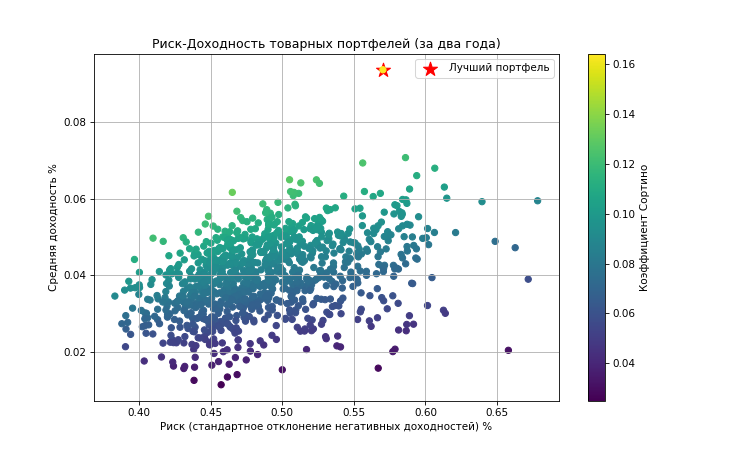 Риск-Доходность товарных портфелей (за два года)
Лучший портфель
Средняя доходность %
0.08
0.06
0.04
0.02
0.40 0.45 0.50 0.55 0.60 0.65
Риск (стандартное отклонение негативных доходностей) %
0.16
0.14
0.12
0.10
0.08
0.06
0.04
Коэффициент Сортино